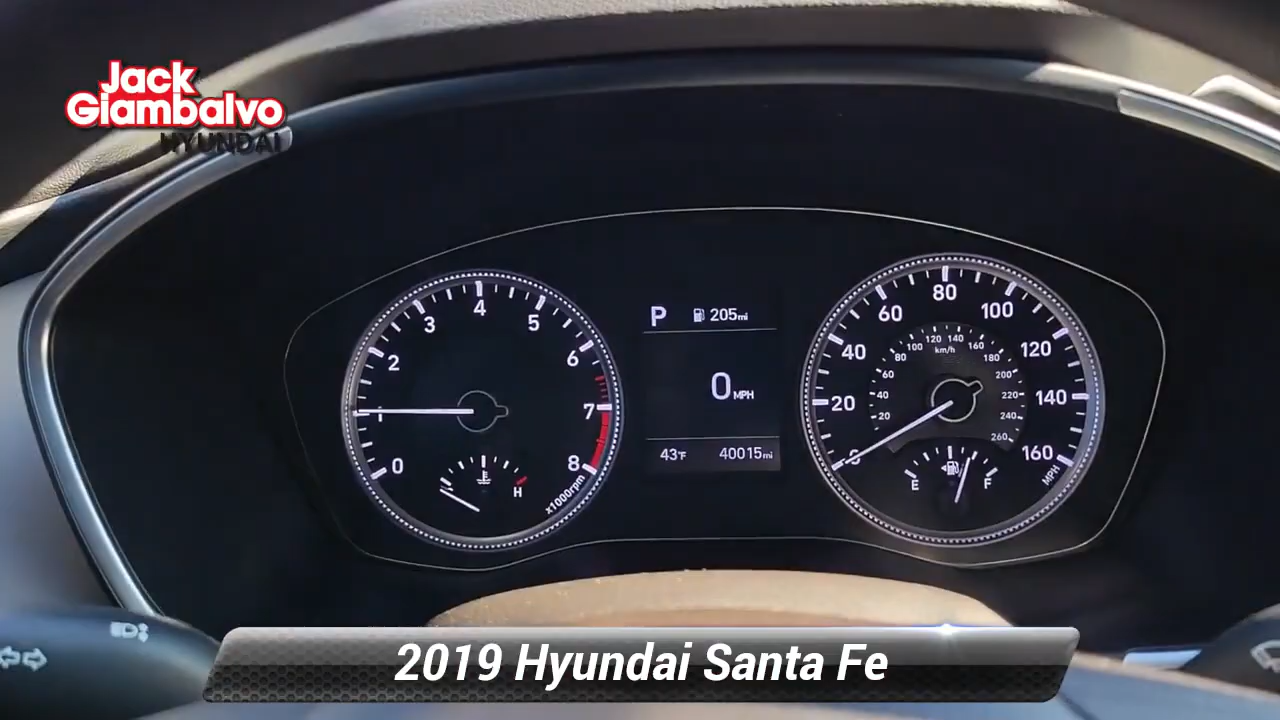 Jack
Giambalvo
HYUNDAI
P 205mi
0 MPH
43°F 40015mi
0 1 2 3 4 5 6 7 8
x1000rpm
H
0 20 40 60 80 100 120 140 160
MPH
20 40 60 80 100 120 140 160 180 200 220 240 260
km/h
E F
2019 Hyundai Santa Fe